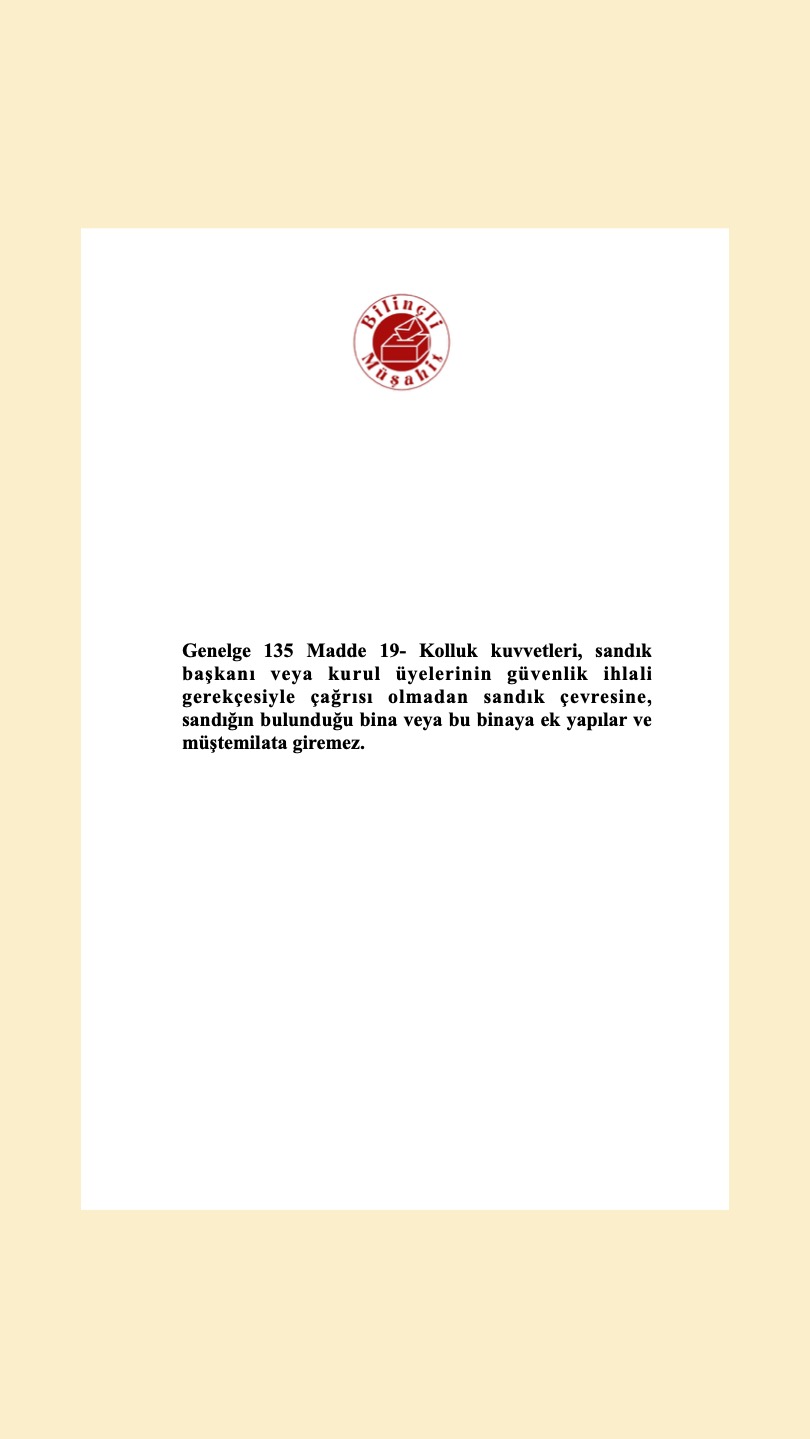 Bilinçli
Müşahit
Genelge 135 Madde 19- Kolluk kuvvetleri, sandık
başkanı veya kurul üyelerinin güvenlik ihlali
gerekçesiyle çağrısı olmadan sandık çevresine,
sandığın bulunduğu bina veya bu binaya ek yapılar ve
müştemilata giremez.